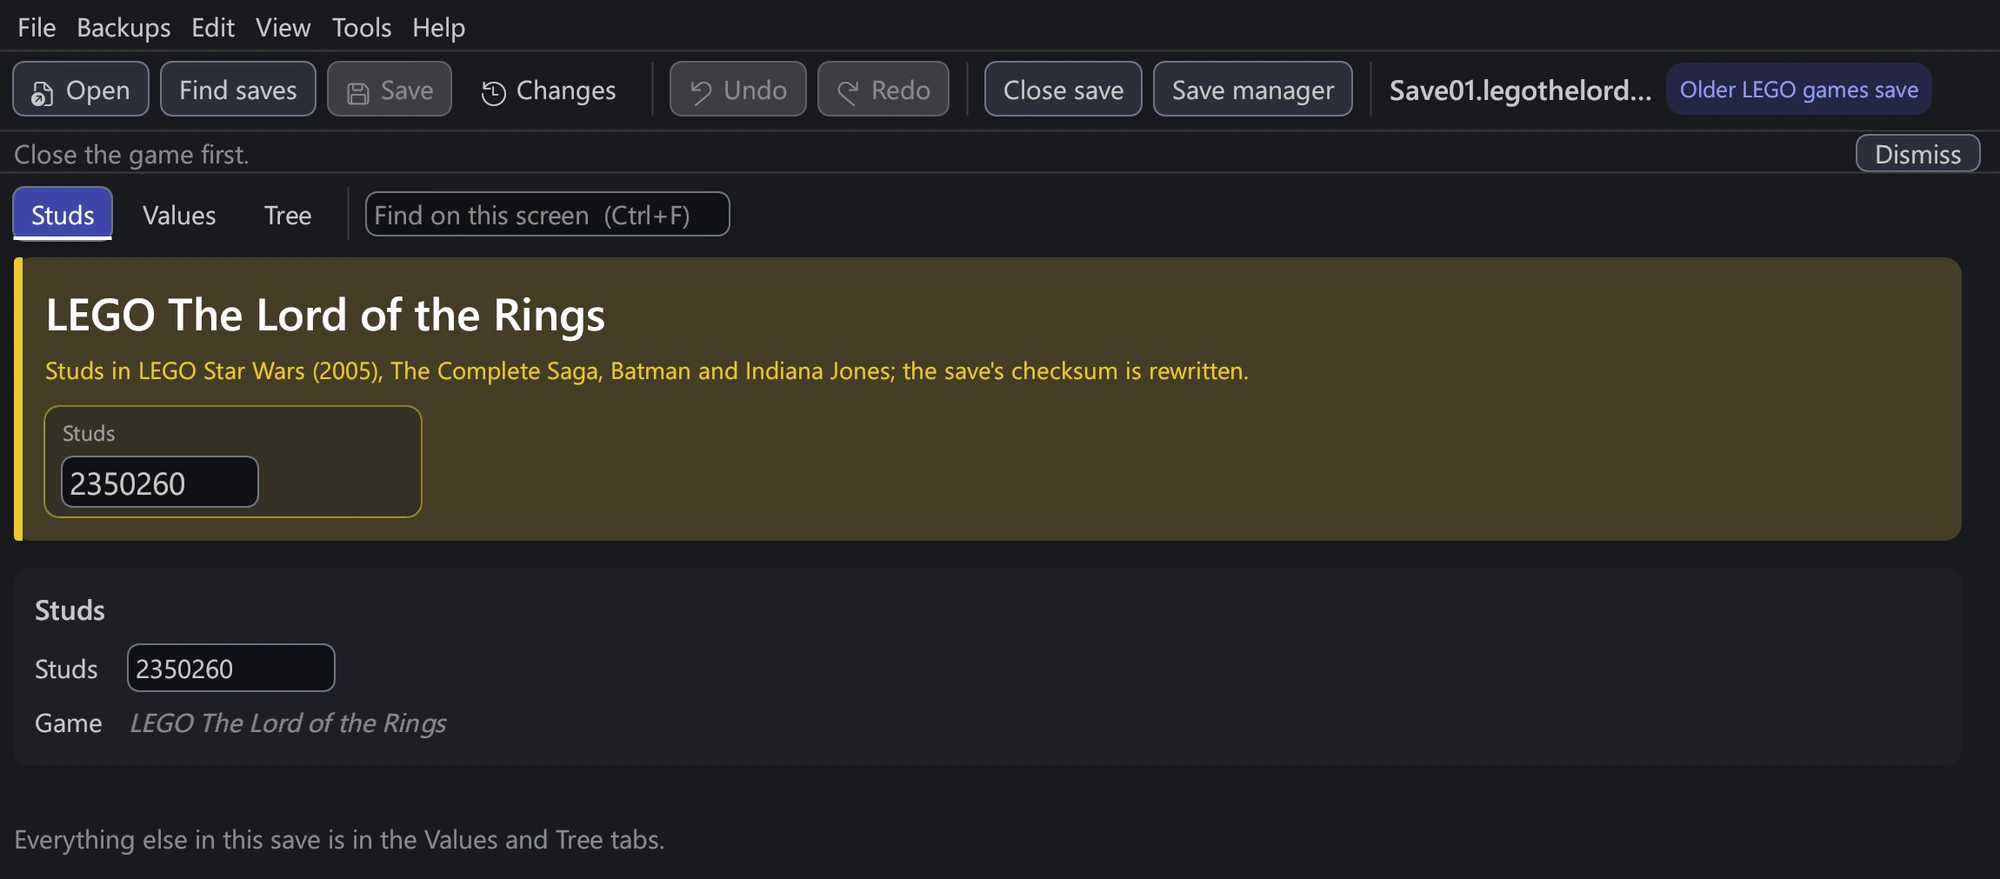 File Backups Edit View Tools Help
Open Find saves Save Changes Undo Redo Close save Save manager Save01.legothelord... Older LEGO games save
Close the game first. Dismiss
Studs Values Tree Find on this screen (Ctrl+F)
LEGO The Lord of the Rings
Studs in LEGO Star Wars (2005), The Complete Saga, Batman and Indiana Jones; the save's checksum is rewritten.
Studs
2350260
Studs
Studs 2350260
Game LEGO The Lord of the Rings
Everything else in this save is in the Values and Tree tabs.